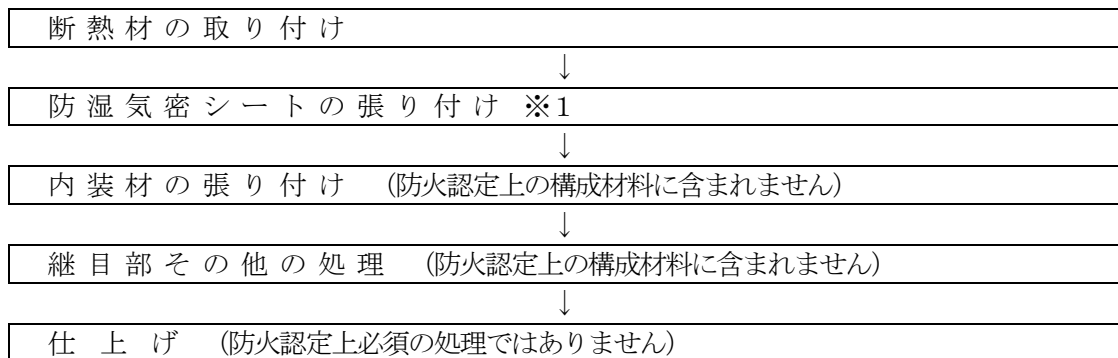 断熱材の取り付け
↓
防湿気密シートの張り付け ※1
↓
内装材の張り付け (防火認定上の構成材料に含まれません)
↓
継目部その他の処理 (防火認定上の構成材料に含まれません)
↓
仕上げ (防火認定上必須の処理ではありません)